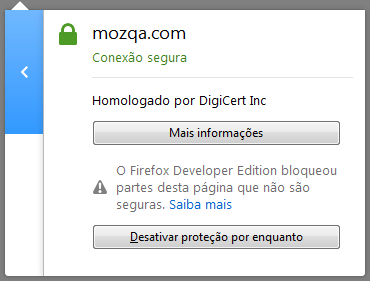 mozqa.com
Conexão segura
Homologado por DigiCert Inc
Mais informações
O Firefox Developer Edition bloqueou
partes desta página que não são
seguras. Saiba mais
Desativar proteção por enquanto